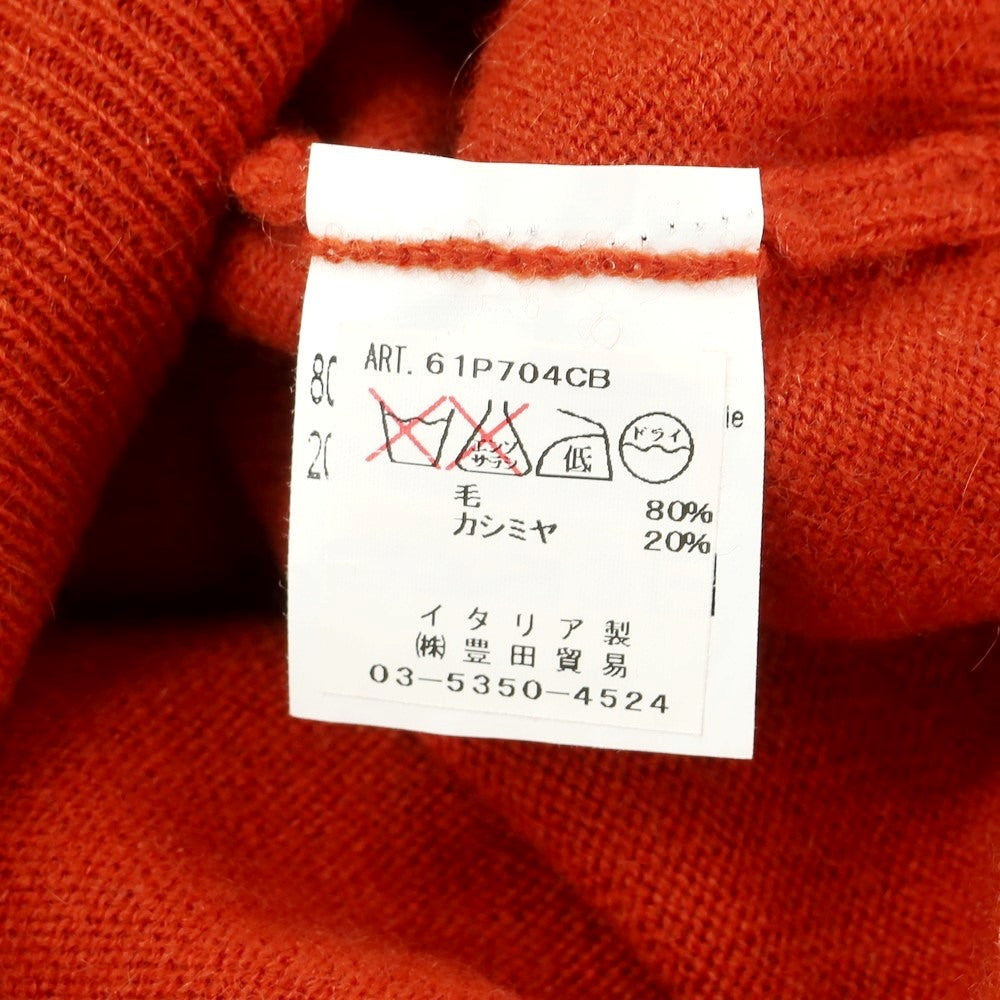 ART. 61P704CB
エンソ
サラシ
低
ドライ
毛 80%
カシミヤ 20%
イタリア製
㈱豊田貿易
03-5350-4524